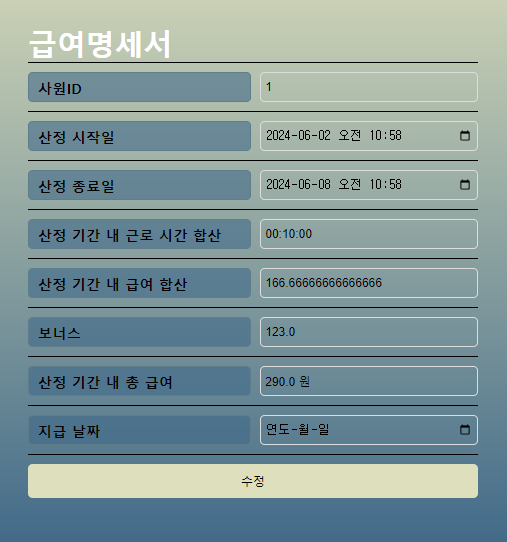 급여명세서
사원ID 1
산정 시작일 2024-06-02 오전 10:58
산정 종료일 2024-06-08 오전 10:58
산정 기간 내 근로 시간 합산 00:10:00
산정 기간 내 급여 합산 166.66666666666666
보너스 123.0
산정 기간 내 총 급여 290.0 원
지급 날짜 연도-월-일
수정